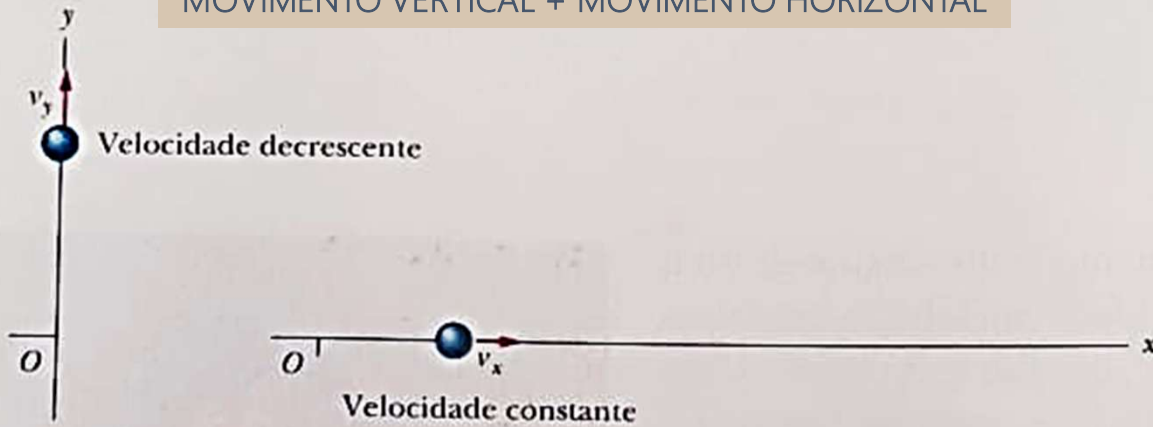 MOVIMENTO VERTICAL + MOVIMENTO HORIZONTAL
y
v_y
Velocidade decrescente
O
O
v_x
x
Velocidade constante